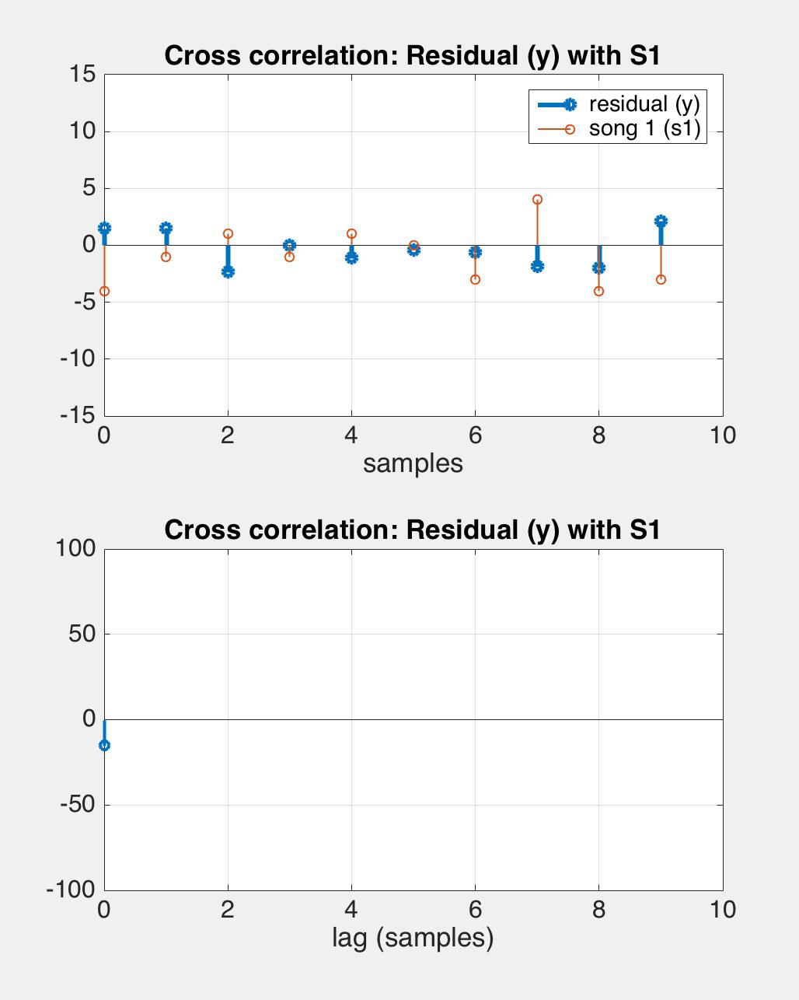 Cross correlation: Residual (y) with S1
15
10
5
0
-5
-10
-15
residual (y)
song 1 (s1)
0 2 4 6 8 10
samples
Cross correlation: Residual (y) with S1
100
50
0
-50
-100
0 2 4 6 8 10
lag (samples)